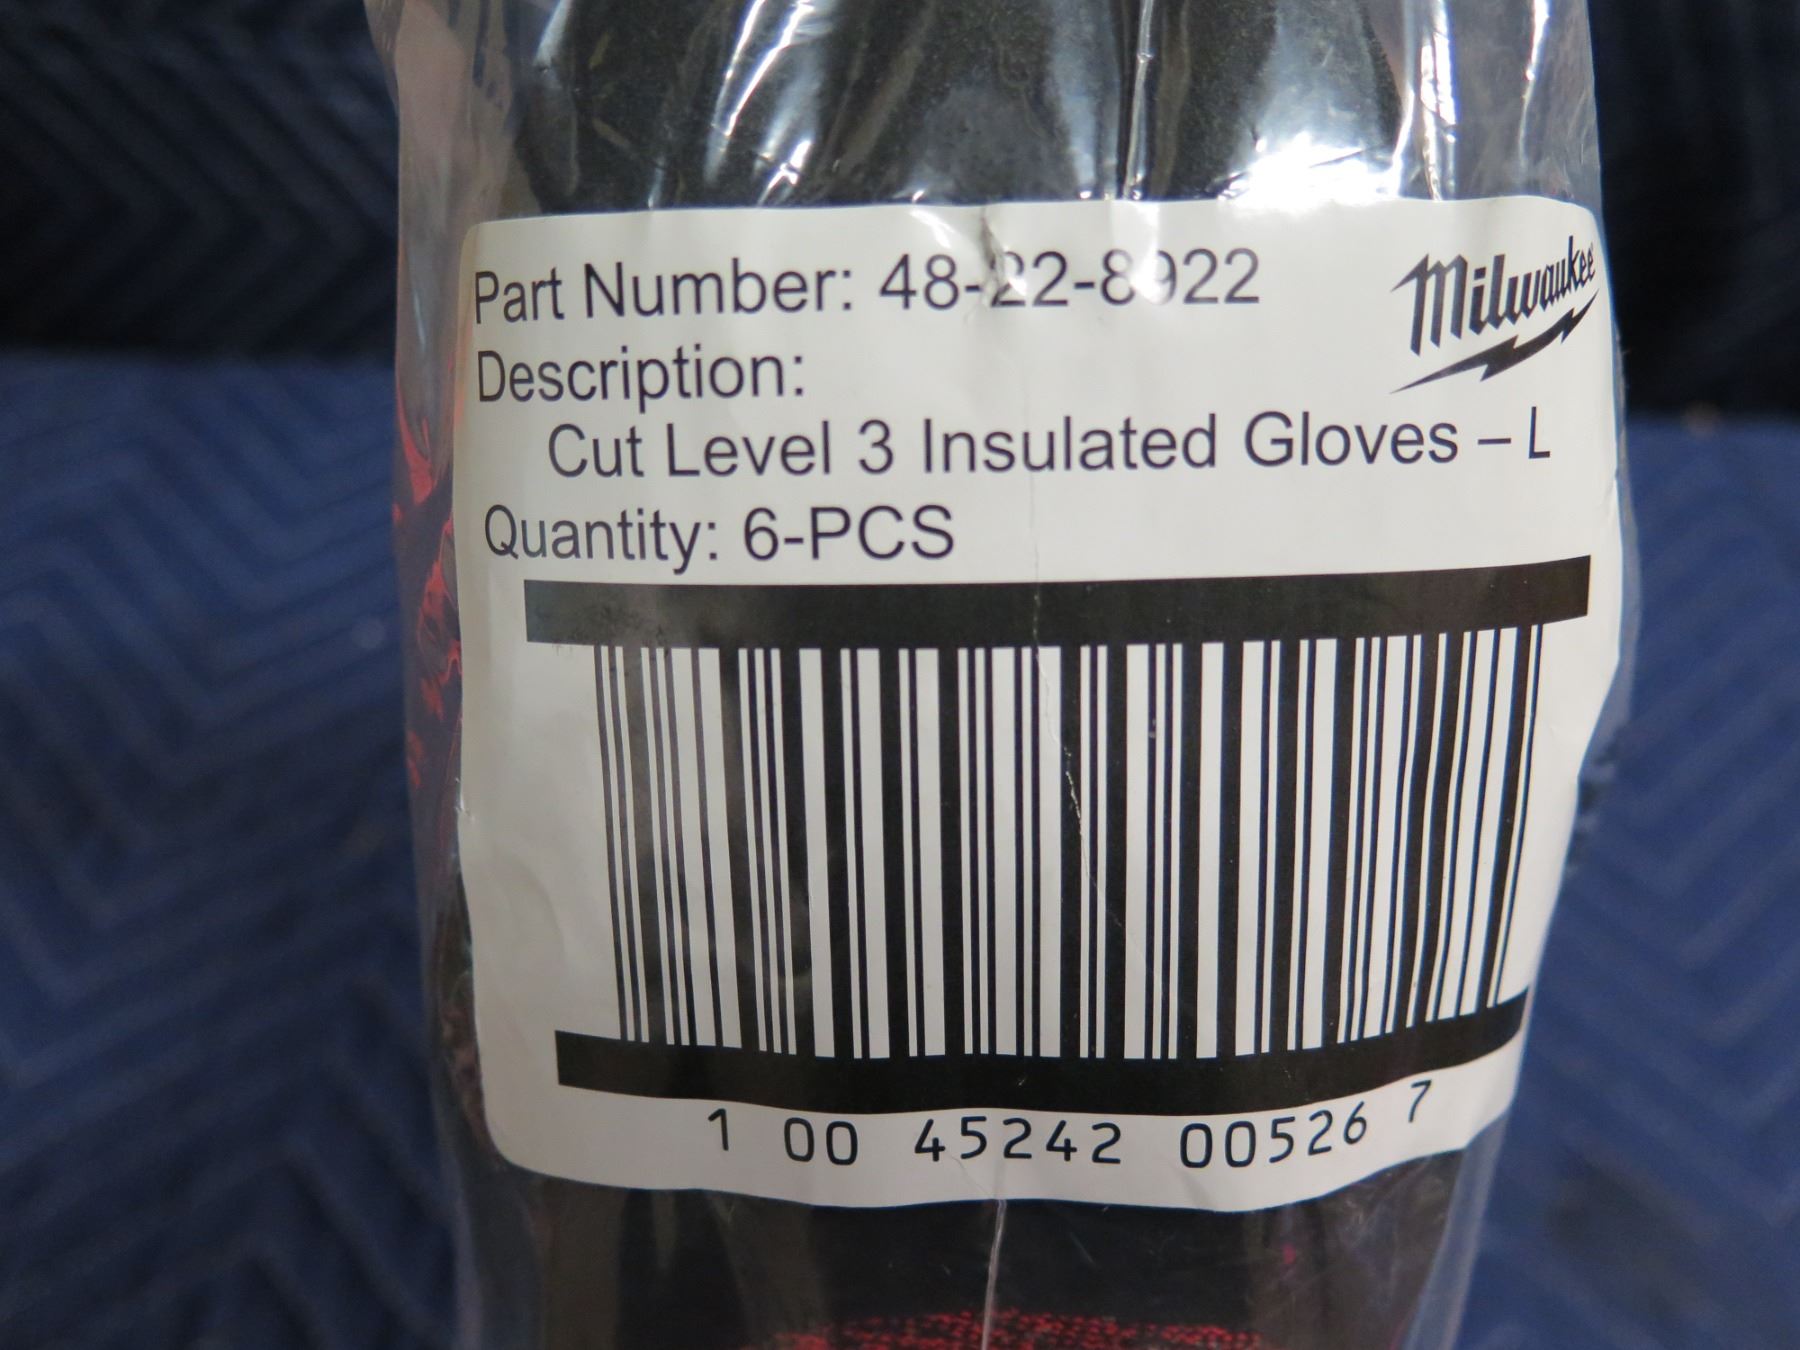 Part Number: 48-22-8922
Milwaukee
Description:
Cut Level 3 Insulated Gloves – L
Quantity: 6-PCS
1 00 45242 00526 7